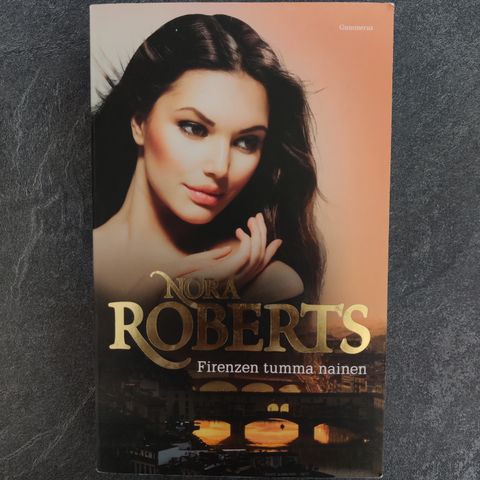 Gummerus
NORA
ROBERTS
Firenzen tumma nainen